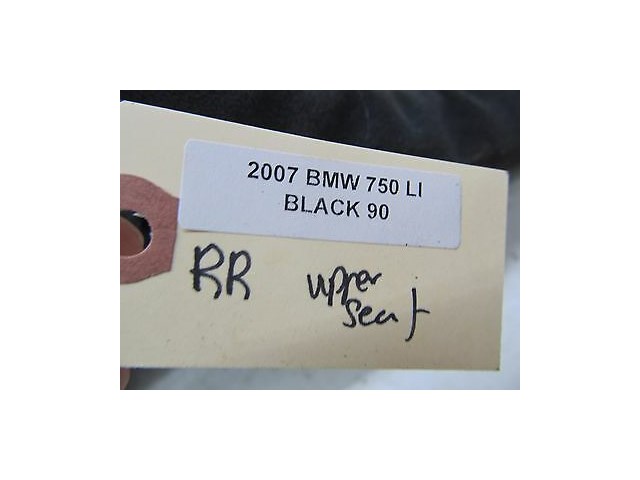 2007 BMW 750 LI
BLACK 90
RR upper
seat